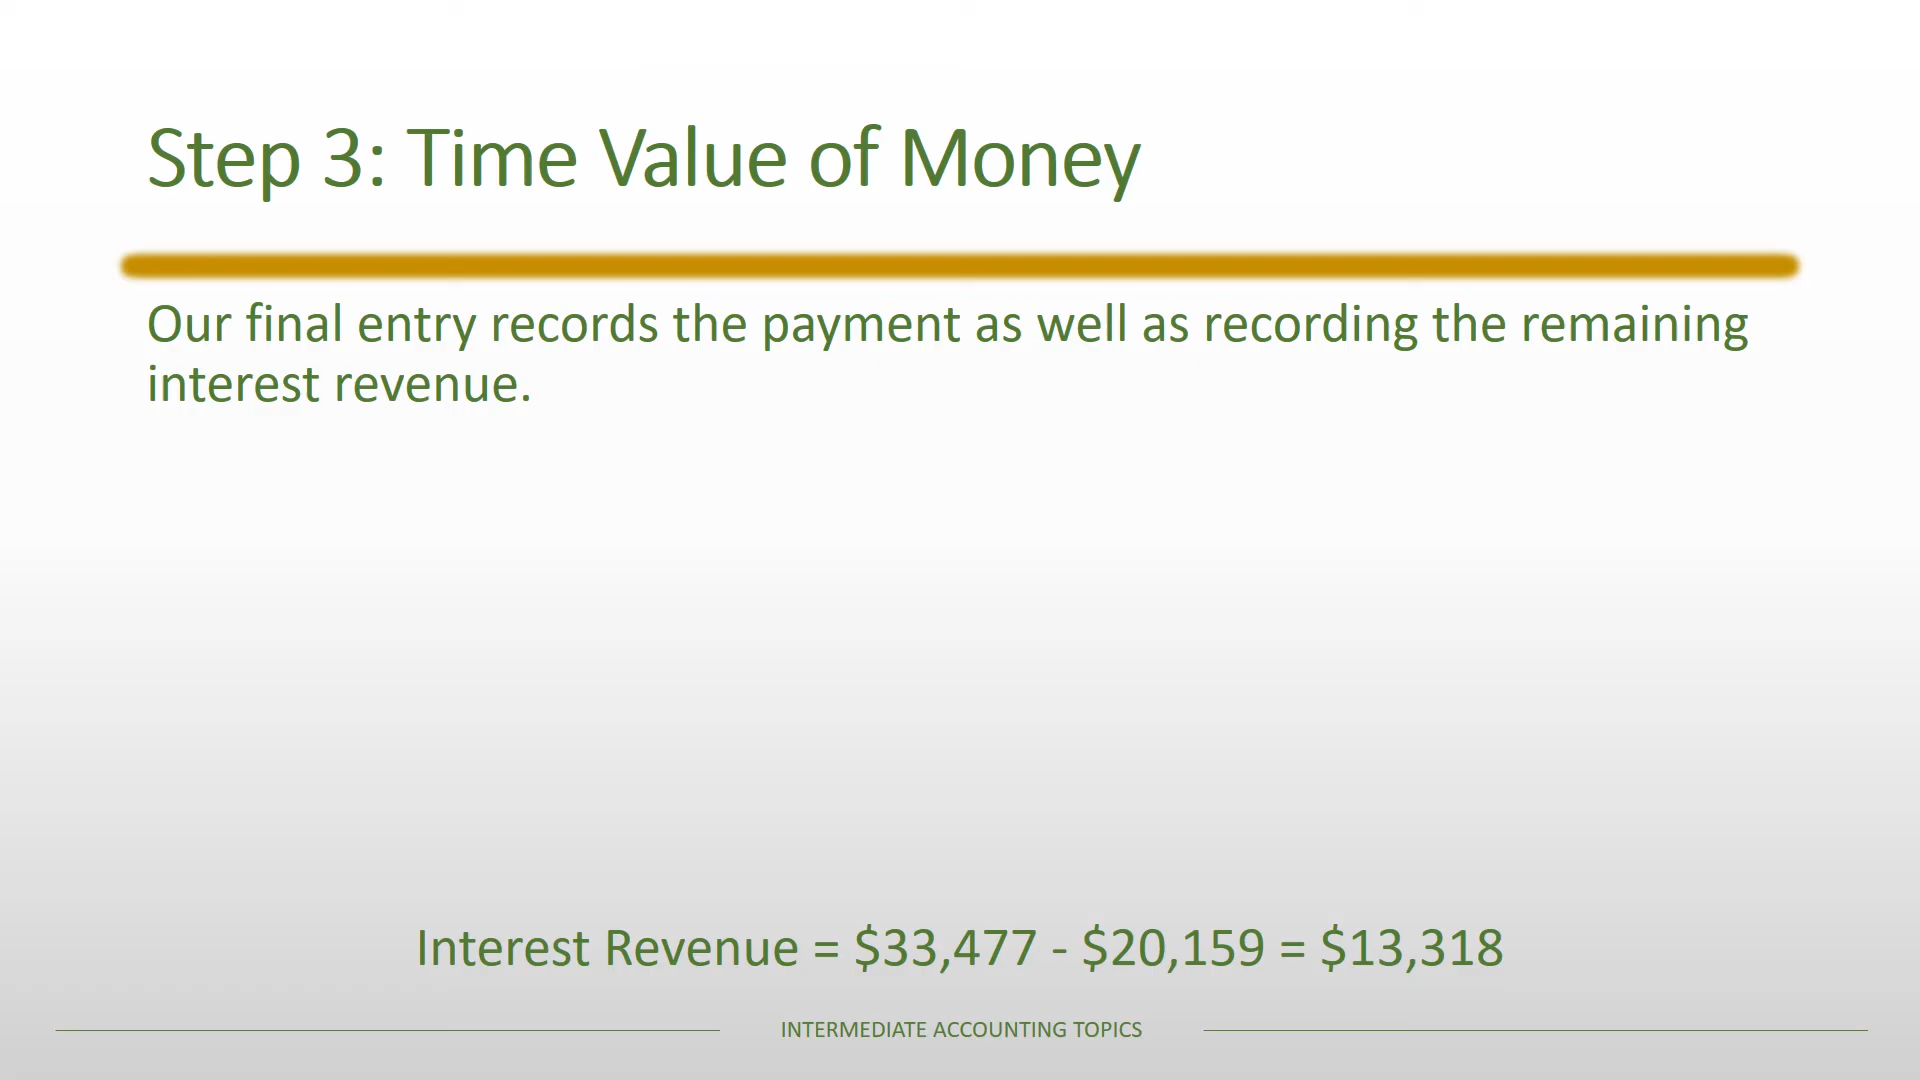 Step 3: Time Value of Money
Our final entry records the payment as well as recording the remaining
interest revenue.
Interest Revenue = $33,477 - $20,159 = $13,318
INTERMEDIATE ACCOUNTING TOPICS